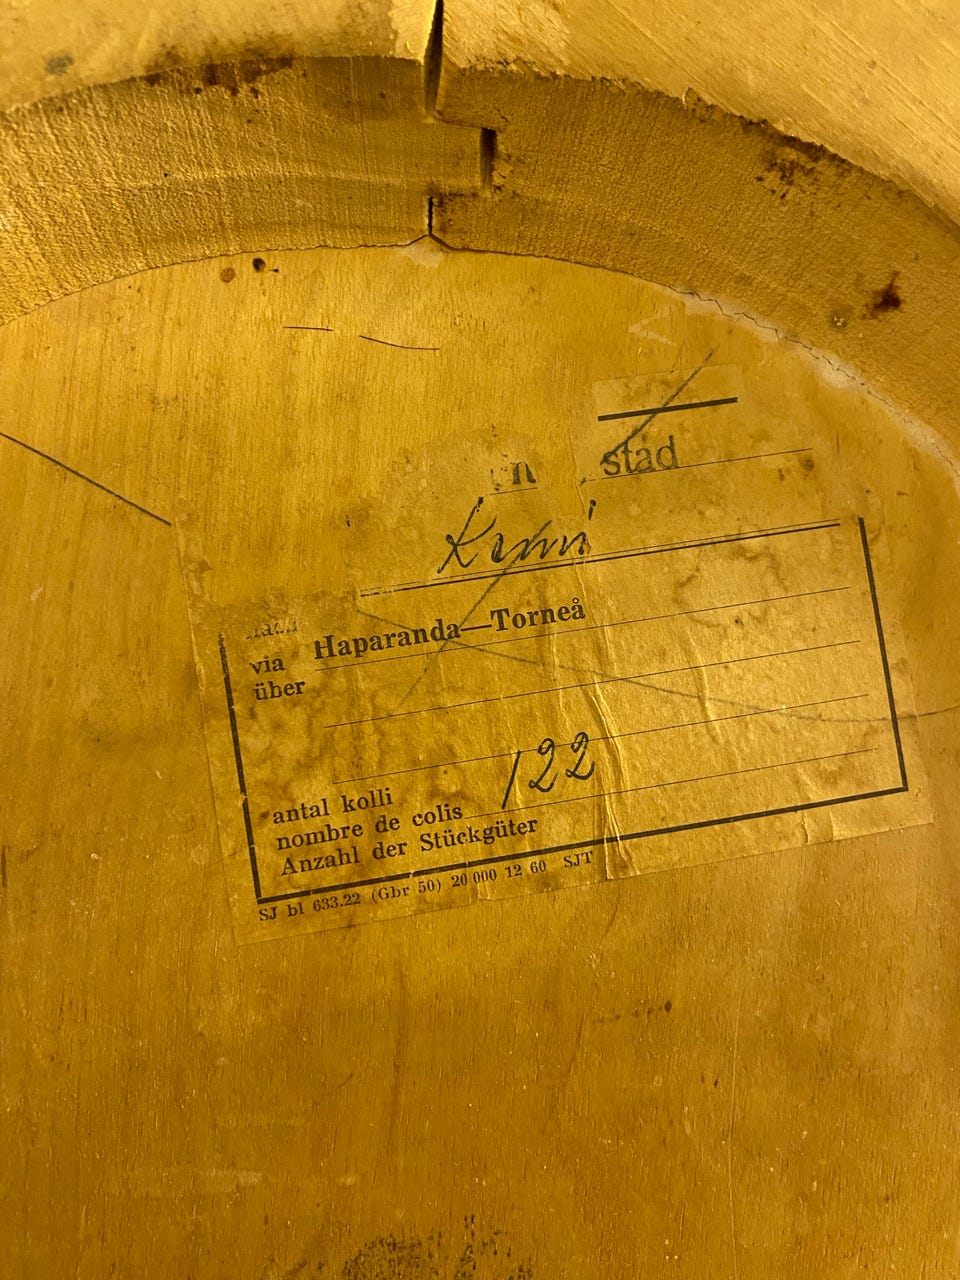 stad
Kemi
nach
via Haparanda—Torneå
über
antal kolli
nombre de colis 122
Anzahl der Stückgüter
SJ bl 633.22 (Gbr 50) 20 000 12 60 SJT